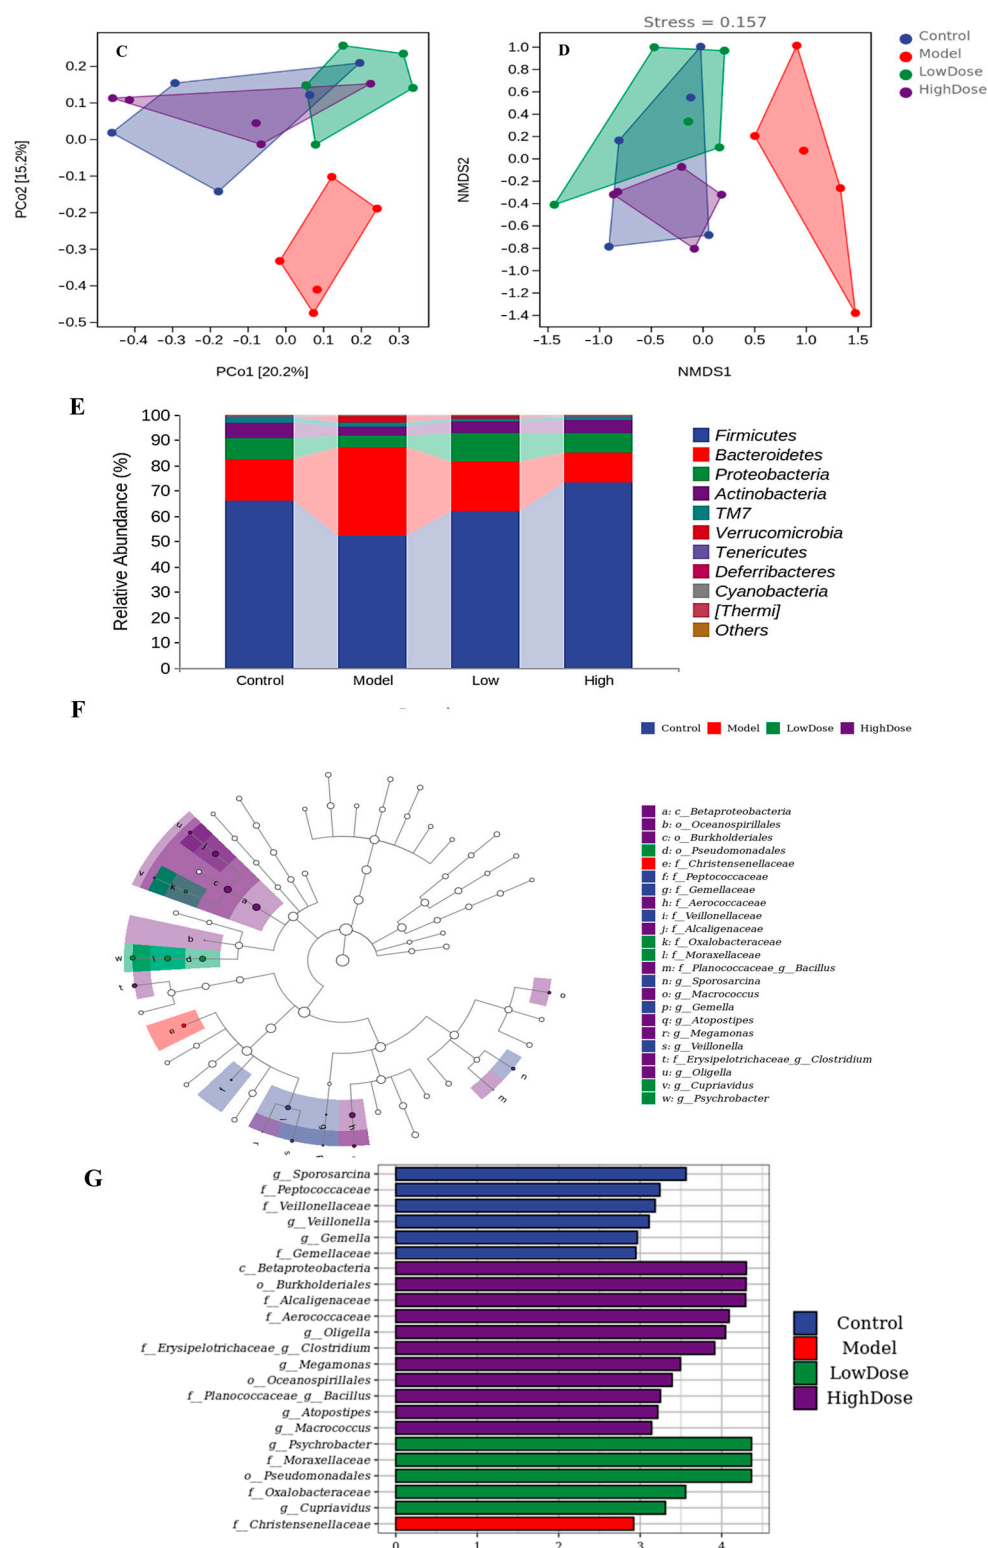 C
0.2
0.1
0.0
−0.1
−0.2
−0.3
−0.4
−0.5
PCo2 [15.2%]
−0.4 −0.3 −0.2 −0.1 0.0 0.1 0.2 0.3
PCo1 [20.2%]
Stress = 0.157
D
1.0
0.8
0.6
0.4
0.2
0.0
−0.2
−0.4
−0.6
−0.8
−1.0
−1.2
−1.4
NMDS2
−1.5 −1.0 −0.5 0.0 0.5 1.0 1.5
NMDS1
Control
Model
LowDose
HighDose
E
100
90
80
70
60
50
40
30
20
10
0
Relative Abundance (%)
Control Model Low High
Firmicutes
Bacteroidetes
Proteobacteria
Actinobacteria
TM7
Verrucomicrobia
Tenericutes
Deferribacteres
Cyanobacteria
[Thermi]
Others
F
Control Model LowDose HighDose
u
j
v
k
c
a
b
w
l
d
t
e
f
i
g
h
r
s
o
n
m
a: c__Betaproteobacteria
b: o__Oceanospirillales
c: o__Burkholderiales
d: o__Pseudomonadales
e: f__Christensenellaceae
f: f__Peptococcaceae
g: f__Gemellaceae
h: f__Aerococcaceae
i: f__Veillonellaceae
j: f__Alcaligenaceae
k: f__Oxalobacteraceae
l: f__Moraxellaceae
m: f__Planococcaceae_g__Bacillus
n: g__Sporosarcina
o: g__Macrococcus
p: g__Gemella
q: g__Atopostipes
r: g__Megamonas
s: g__Veillonella
t: f__Erysipelotrichaceae_g__Clostridium
u: g__Oligella
v: g__Cupriavidus
w: g__Psychrobacter
G
g__Sporosarcina
f__Peptococcaceae
f__Veillonellaceae
g__Veillonella
g__Gemella
f__Gemellaceae
c__Betaproteobacteria
o__Burkholderiales
f__Alcaligenaceae
f__Aerococcaceae
g__Oligella
f__Erysipelotrichaceae_g__Clostridium
g__Megamonas
o__Oceanospirillales
f__Planococcaceae_g__Bacillus
g__Atopostipes
g__Macrococcus
g__Psychrobacter
f__Moraxellaceae
o__Pseudomonadales
f__Oxalobacteraceae
g__Cupriavidus
f__Christensenellaceae
0 1 2 3 4
Control
Model
LowDose
HighDose